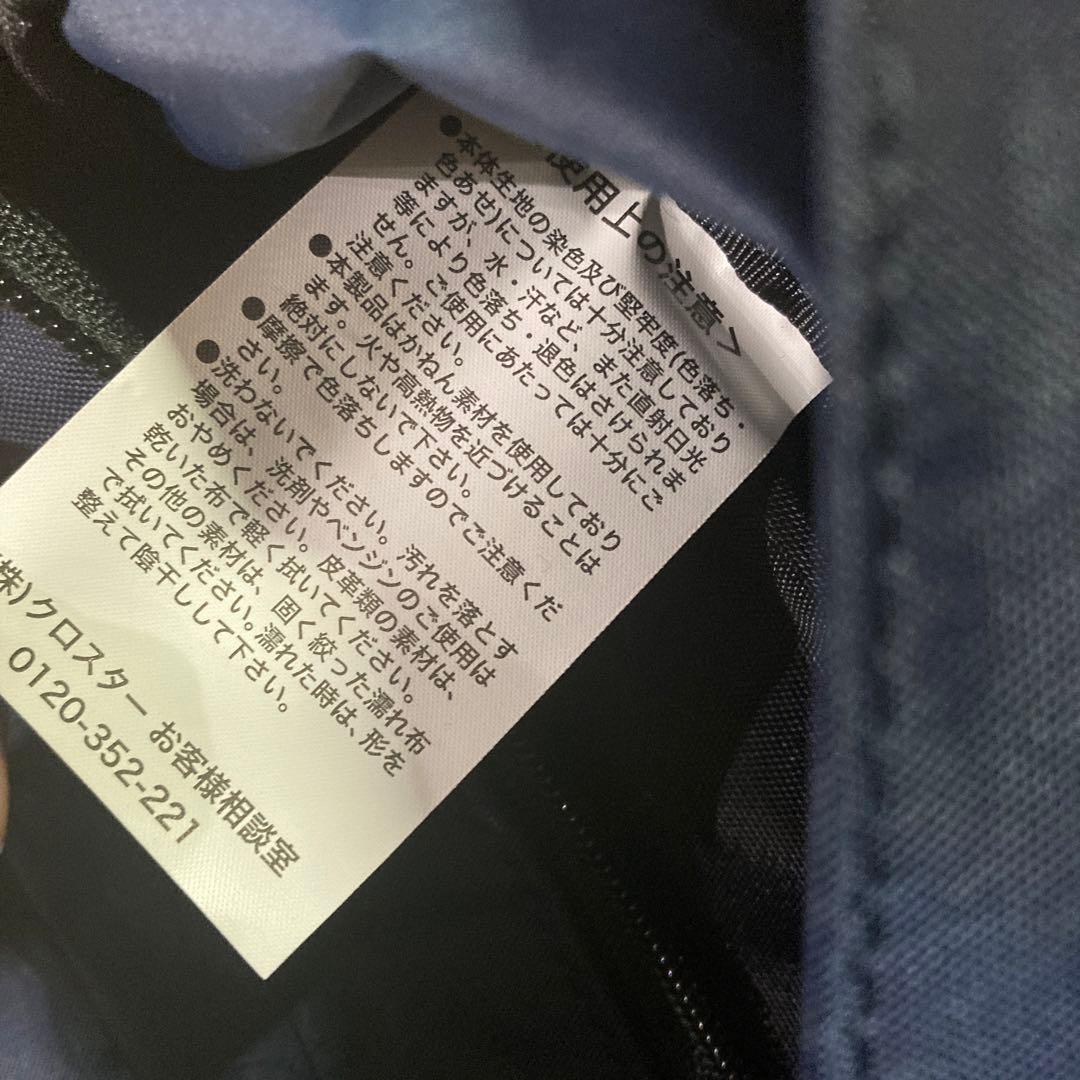 使用上の注意>
●本体生地の染色及び堅牢度(色落ち・
色あせ)については十分注意しており
ますが、水・汗など、また直射日光
等により色落ち・退色はさけられま
せん。ご使用にあたっては十分にご
注意ください。
●本製品はかねん素材を使用しており
ます。火や高熱物を近づけることは
絶対にしないで下さい。
●摩擦で色落ちしますのでご注意くだ
さい。
●洗わないでください。汚れを落とす
場合は、洗剤やベンジンのご使用は
おやめください。皮革類の素材は、
乾いた布で軽く拭いてください。
その他の素材は、固く絞った濡れ布
で拭いてください。濡れた時は、形を
整えて陰干しして下さい。
(株)クロスター お客様相談室
0120-352-221